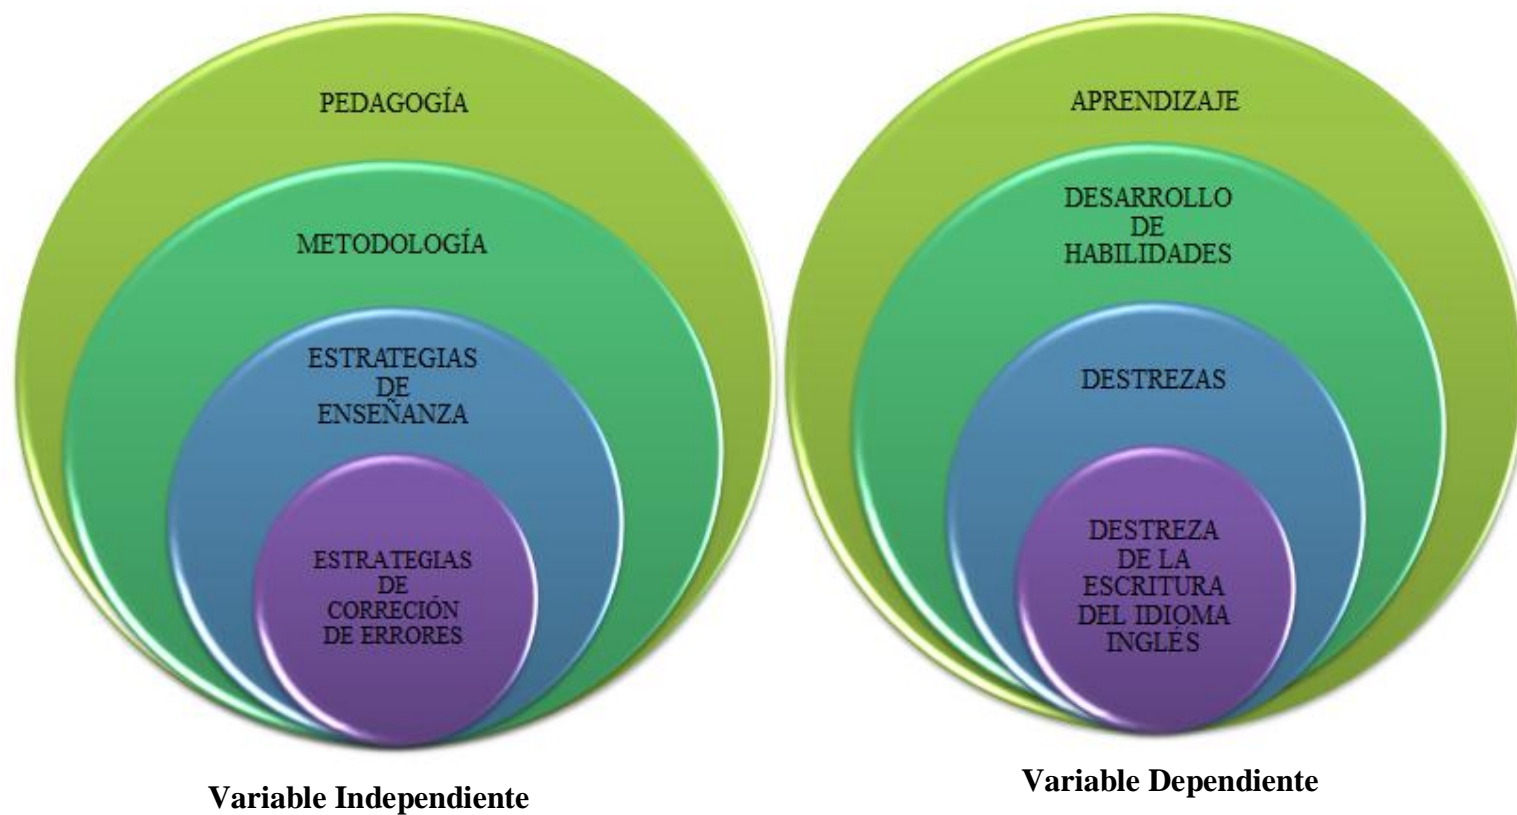 PEDAGOGÍA
METODOLOGÍA
ESTRATEGIAS
DE
ENSEÑANZA
ESTRATEGIAS
DE
CORRECIÓN
DE ERRORES
Variable Independiente
APRENDIZAJE
DESARROLLO
DE
HABILIDADES
DESTREZAS
DESTREZA
DE LA
ESCRITURA
DEL IDIOMA
INGLÉS
Variable Dependiente